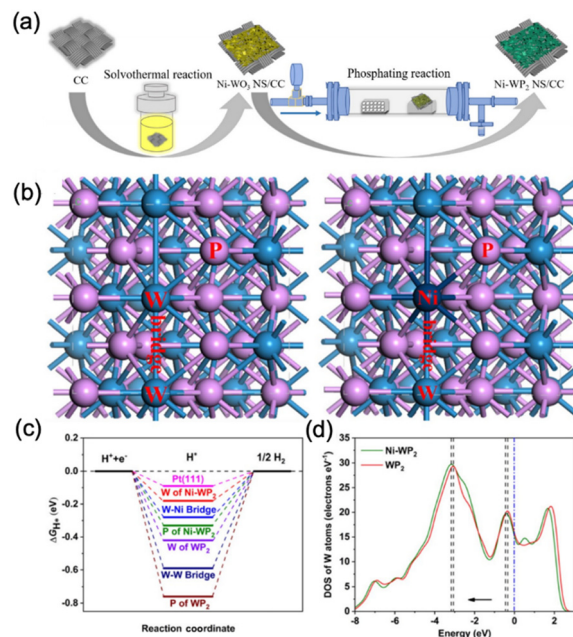 (a)
CC
Solvothermal reaction
Ni-WO₃ NS/CC
Phosphating reaction
Ni-WP₂ NS/CC
(b)
P
W
bridge
W
P
Ni
bridge
W
(c)
H⁺+e⁻
H*
1/2 H₂
Pt(111)
W of Ni-WP₂
W-Ni Bridge
P of Ni-WP₂
W of WP₂
W-W Bridge
P of WP₂
0.2
0.0
-0.2
-0.4
-0.6
-0.8
ΔG_H* (eV)
Reaction coordinate
(d)
Ni-WP₂
WP₂
35
30
25
20
15
10
5
0
DOS of W atoms (electrons eV⁻¹)
-8 -6 -4 -2 0 2
Energy (eV)